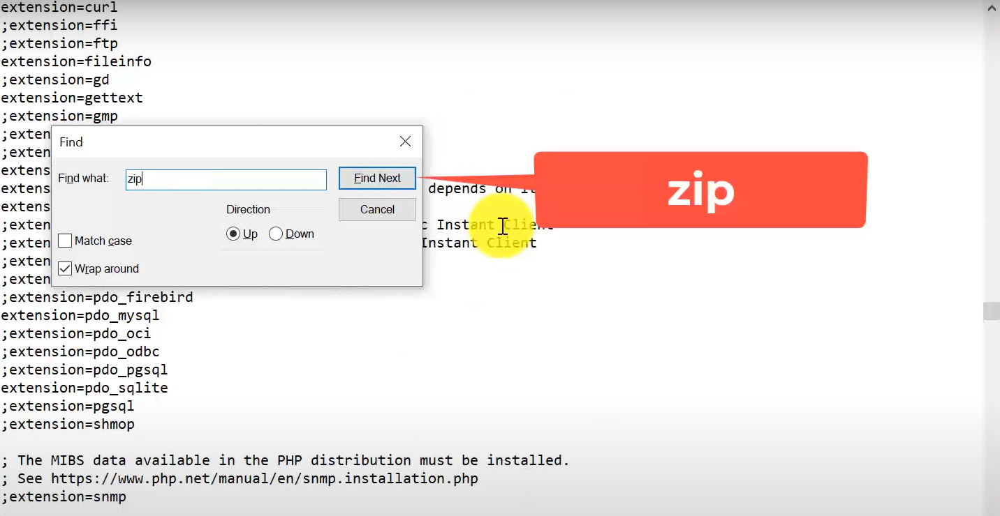 extension=curl
;extension=ffi
;extension=ftp
extension=fileinfo
;extension=gd
extension=gettext
;extension=gmp
;exten
;exten
extens
extens
extens
;exten
;exten
;exten
;exten
Find
Find what:
zip
Find Next
Cancel
Direction
Up
Down
Match case
Wrap around
depends on it
c Instant Client
Instant Client
zip
;extension=pdo_firebird
extension=pdo_mysql
;extension=pdo_oci
;extension=pdo_odbc
;extension=pdo_pgsql
extension=pdo_sqlite
;extension=pgsql
;extension=shmop
; The MIBS data available in the PHP distribution must be installed.
; See https://www.php.net/manual/en/snmp.installation.php
;extension=snmp